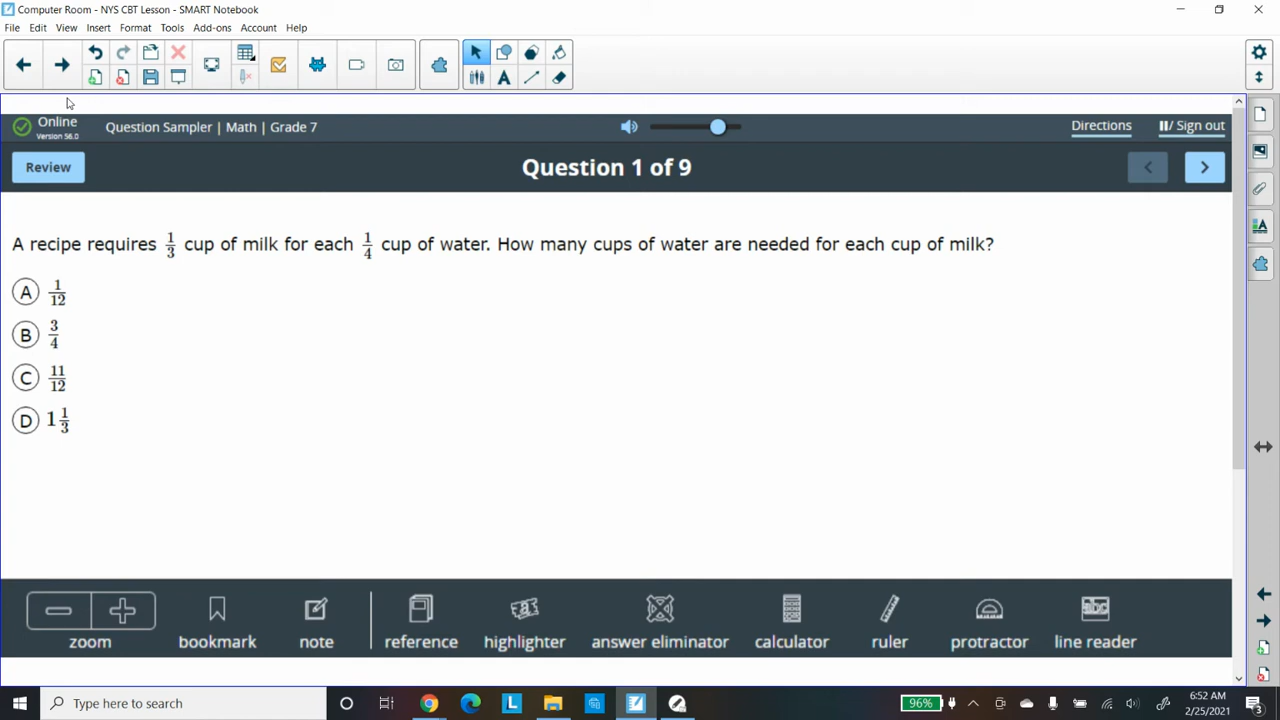 Computer Room - NYS CBT Lesson - SMART Notebook
File Edit View Insert Format Tools Add-ons Account Help
Online
Version 56.0
Question Sampler | Math | Grade 7
Directions
Sign out
Review
Question 1 of 9
A recipe requires 1/3 cup of milk for each 1/4 cup of water. How many cups of water are needed for each cup of milk?
A 1/12
B 3/4
C 11/12
D 1 1/3
zoom bookmark note reference highlighter answer eliminator calculator ruler protractor line reader
Type here to search
96%
6:52 AM
2/25/2021
3